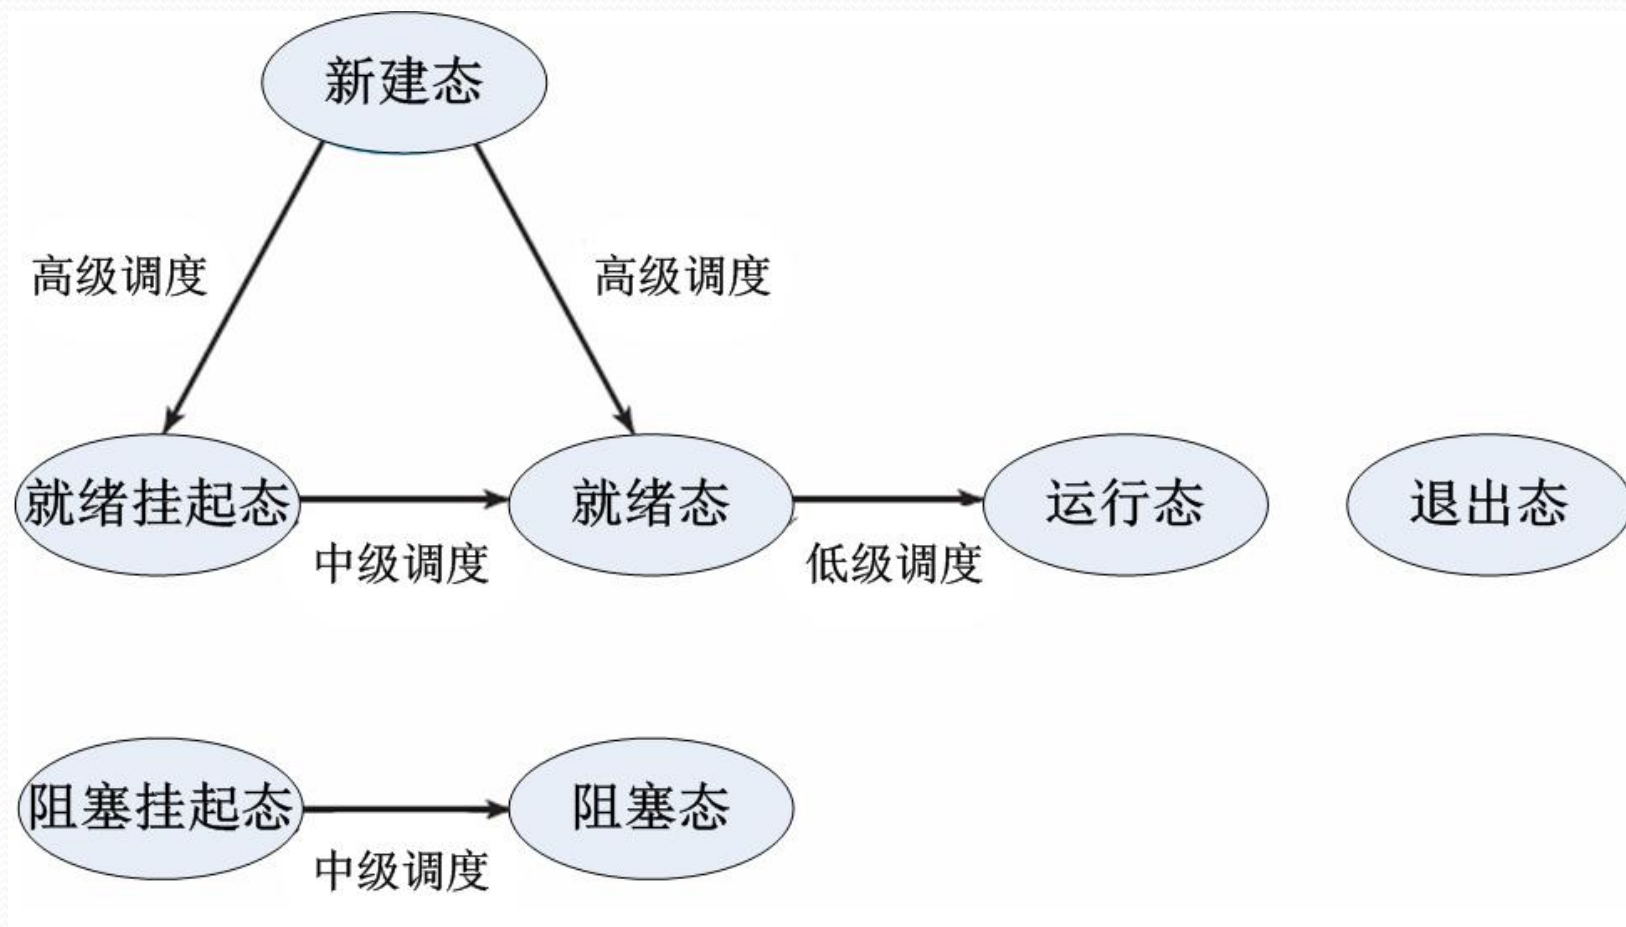 新建态
高级调度
高级调度
就绪挂起态
就绪态
运行态
退出态
中级调度
低级调度
阻塞挂起态
阻塞态
中级调度